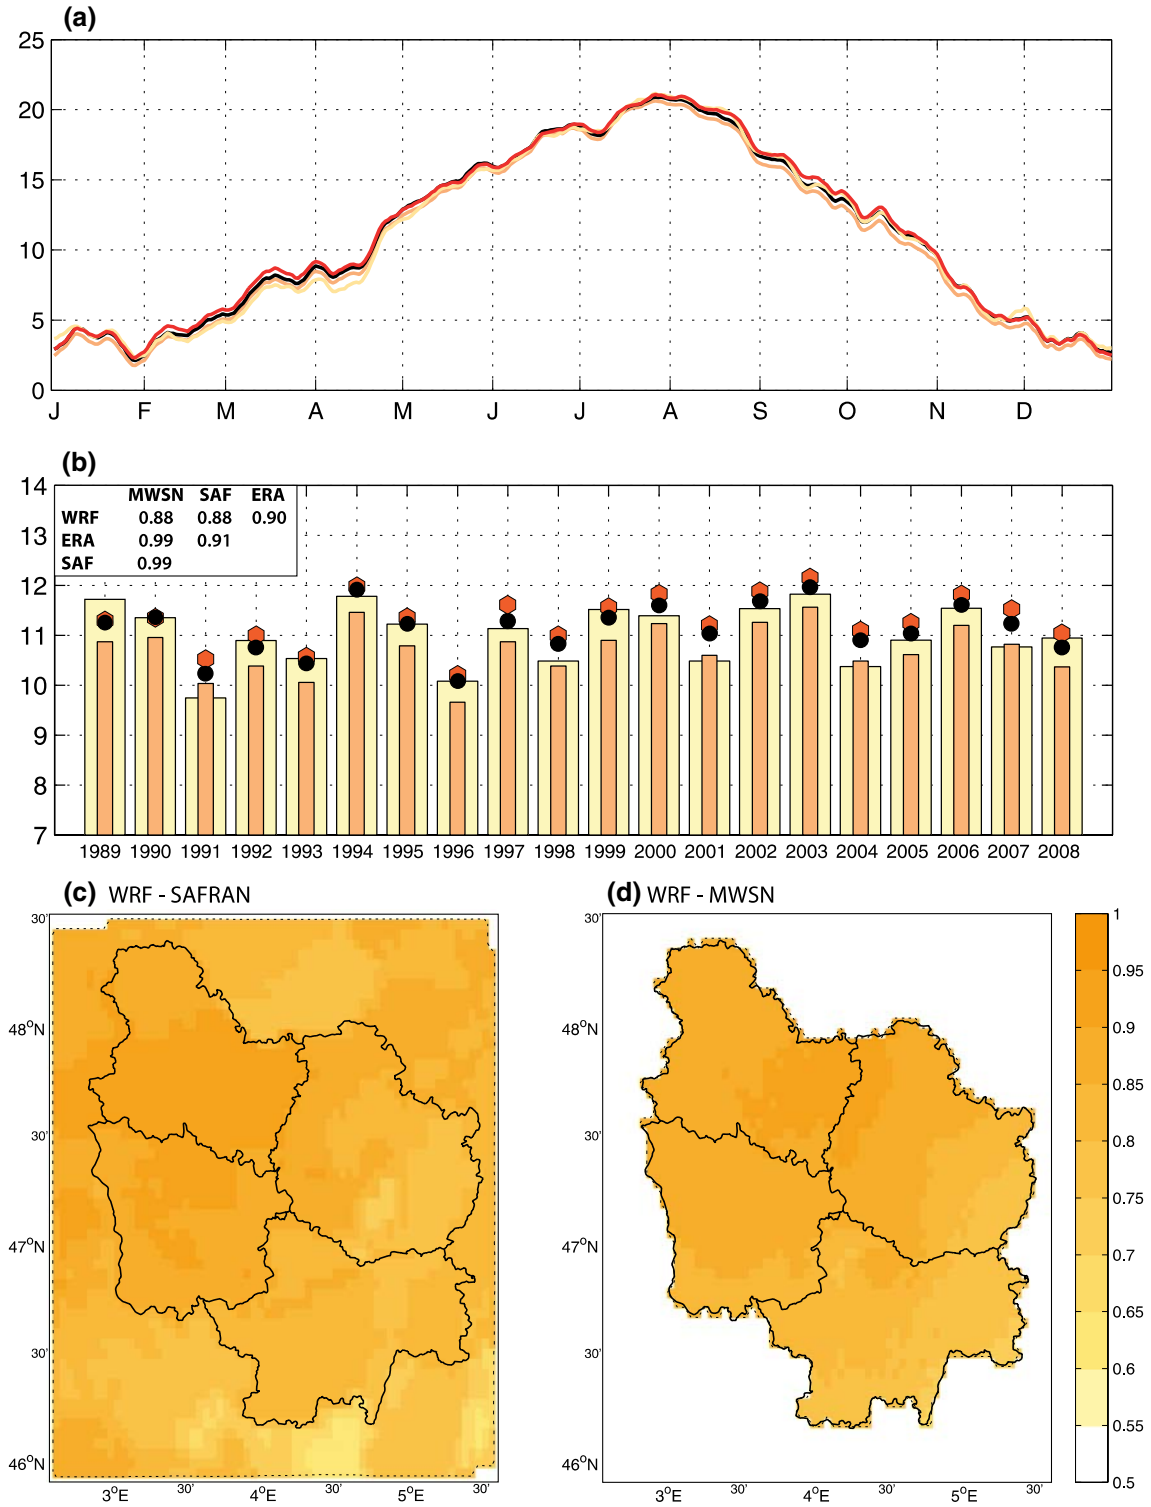 (a)
25
20
15
10
5
0
J F M A M J J A S O N D
(b)
14
13
12
11
10
9
8
7
MWSN SAF ERA
WRF 0.88 0.88 0.90
ERA 0.99 0.91
SAF 0.99
1989 1990 1991 1992 1993 1994 1995 1996 1997 1998 1999 2000 2001 2002 2003 2004 2005 2006 2007 2008
(c) WRF - SAFRAN
30'
48°N
30'
47°N
30'
46°N
3°E 30' 4°E 30' 5°E 30'
(d) WRF - MWSN
30'
48°N
30'
47°N
30'
46°N
3°E 30' 4°E 30' 5°E 30'
1
0.95
0.9
0.85
0.8
0.75
0.7
0.65
0.6
0.55
0.5